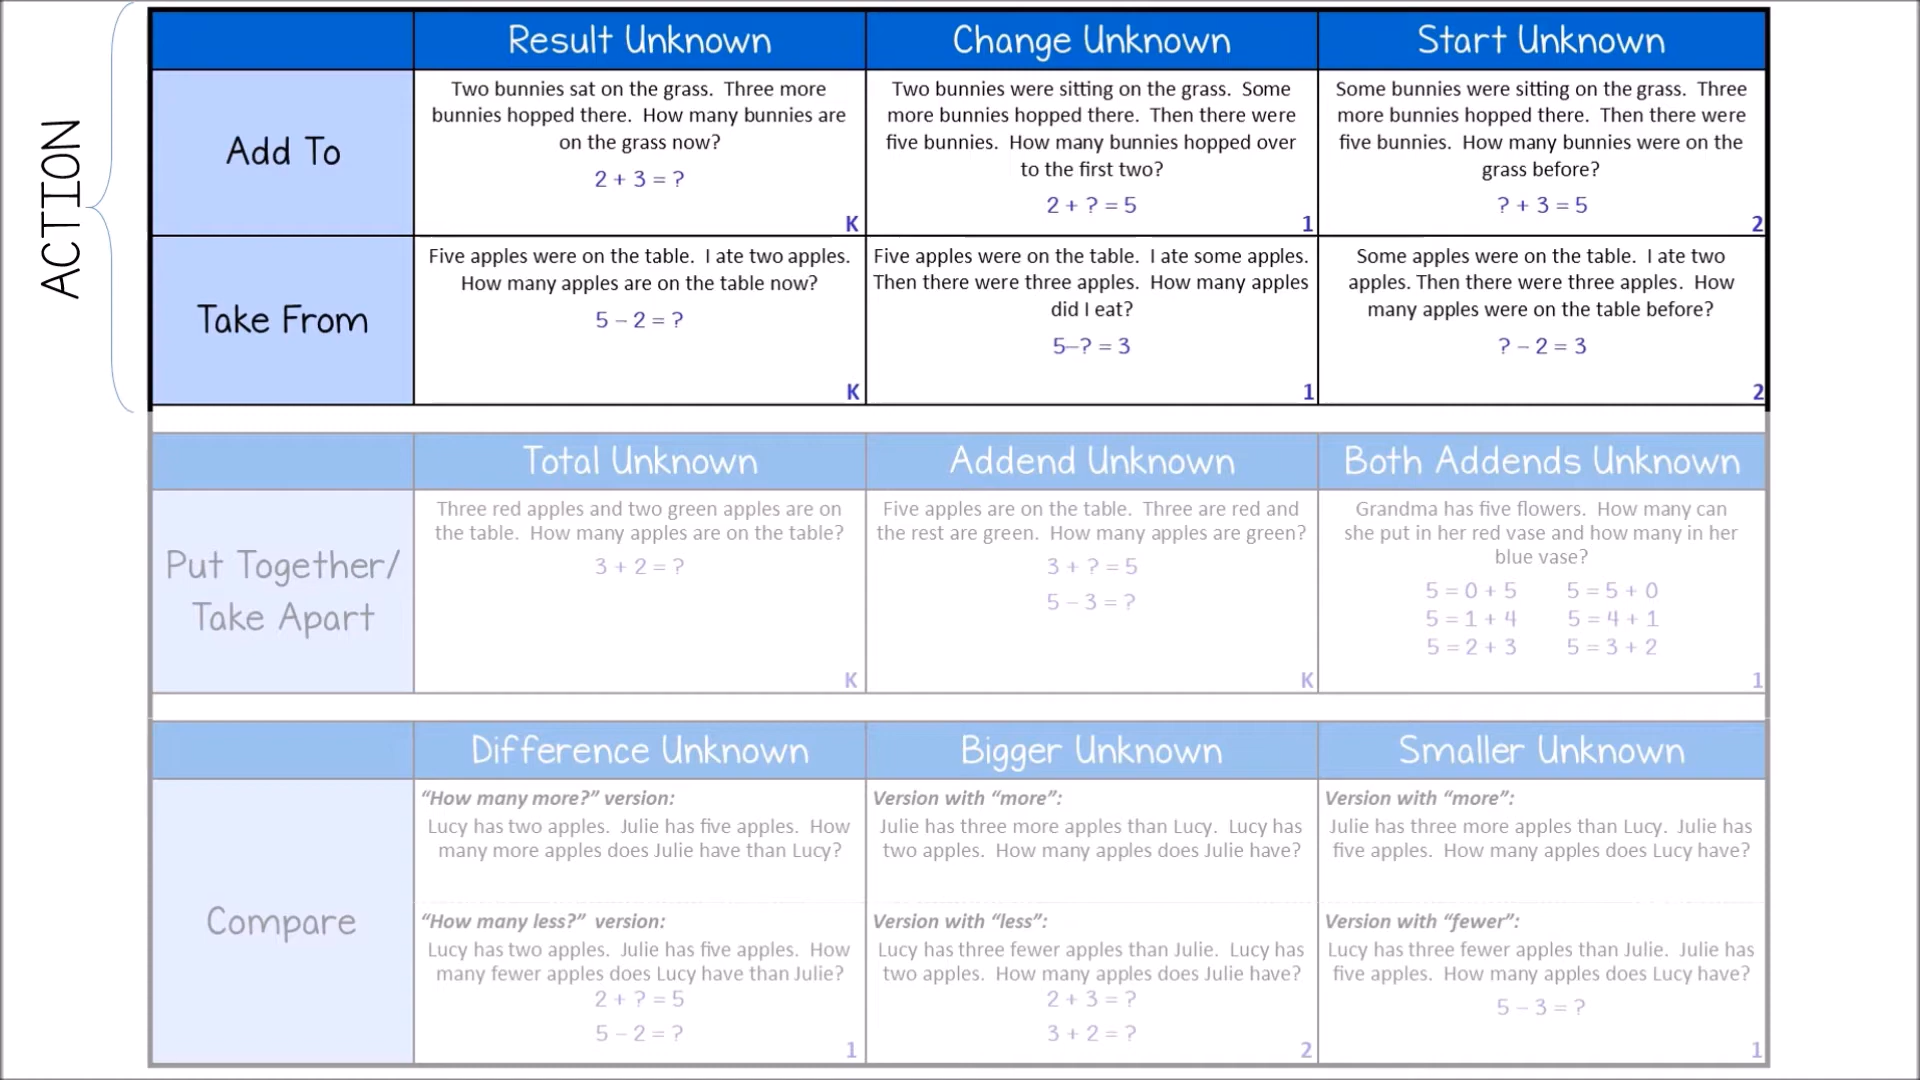 ACTION
Result Unknown
Change Unknown
Start Unknown
Add To
Two bunnies sat on the grass. Three more
bunnies hopped there. How many bunnies are
on the grass now?
2 + 3 = ?
K
Two bunnies were sitting on the grass. Some
more bunnies hopped there. Then there were
five bunnies. How many bunnies hopped over
to the first two?
2 + ? = 5
1
Some bunnies were sitting on the grass. Three
more bunnies hopped there. Then there were
five bunnies. How many bunnies were on the
grass before?
? + 3 = 5
2
Take From
Five apples were on the table. I ate two apples.
How many apples are on the table now?
5 – 2 = ?
K
Five apples were on the table. I ate some apples.
Then there were three apples. How many apples
did I eat?
5–? = 3
1
Some apples were on the table. I ate two
apples. Then there were three apples. How
many apples were on the table before?
? – 2 = 3
2
Total Unknown
Addend Unknown
Both Addends Unknown
Put Together/
Take Apart
Three red apples and two green apples are on
the table. How many apples are on the table?
3 + 2 = ?
K
Five apples are on the table. Three are red and
the rest are green. How many apples are green?
3 + ? = 5
5 – 3 = ?
K
Grandma has five flowers. How many can
she put in her red vase and how many in her
blue vase?
5 = 0 + 5 5 = 5 + 0
5 = 1 + 4 5 = 4 + 1
5 = 2 + 3 5 = 3 + 2
1
Difference Unknown
Bigger Unknown
Smaller Unknown
Compare
“How many more?” version:
Lucy has two apples. Julie has five apples. How
many more apples does Julie have than Lucy?
“How many less?” version:
Lucy has two apples. Julie has five apples. How
many fewer apples does Lucy have than Julie?
2 + ? = 5
5 – 2 = ?
1
Version with “more”:
Julie has three more apples than Lucy. Lucy has
two apples. How many apples does Julie have?
Version with “less”:
Lucy has three fewer apples than Julie. Lucy has
two apples. How many apples does Julie have?
2 + 3 = ?
3 + 2 = ?
2
Version with “more”:
Julie has three more apples than Lucy. Julie has
five apples. How many apples does Lucy have?
Version with “fewer”:
Lucy has three fewer apples than Julie. Julie has
five apples. How many apples does Lucy have?
5 – 3 = ?
1